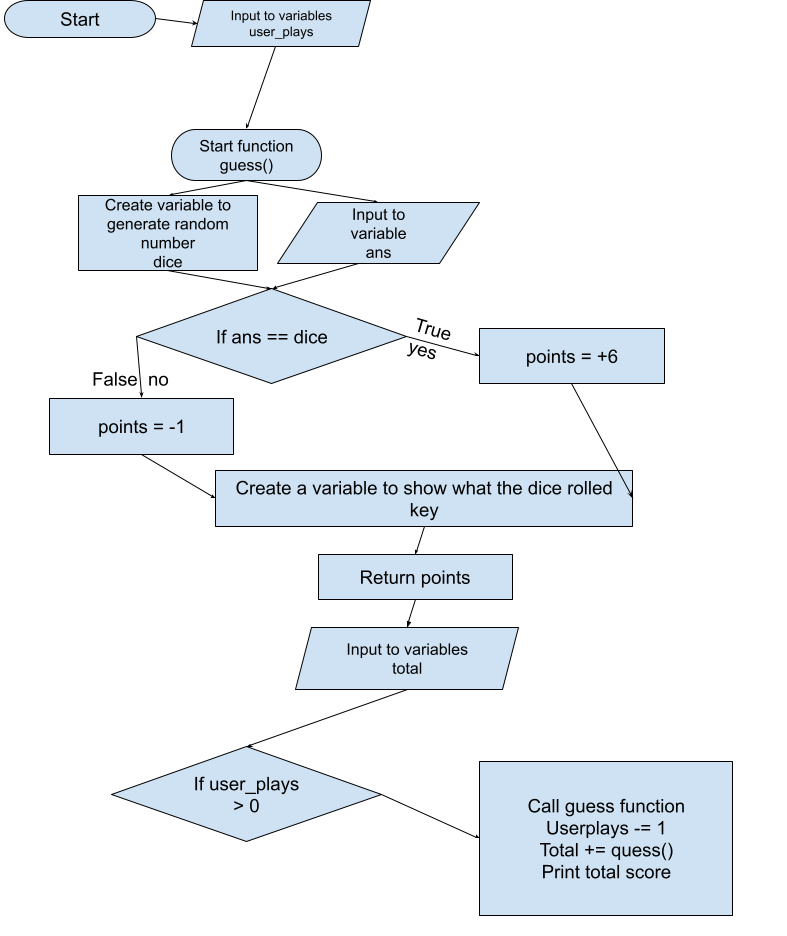 Start
Input to variables
user_plays
Start function
guess()
Create variable to
generate random
number
dice
Input to
variable
ans
If ans == dice
True
yes
points = +6
False no
points = -1
Create a variable to show what the dice rolled
key
Return points
Input to variables
total
If user_plays
> 0
Call guess function
Userplays -= 1
Total += quess()
Print total score